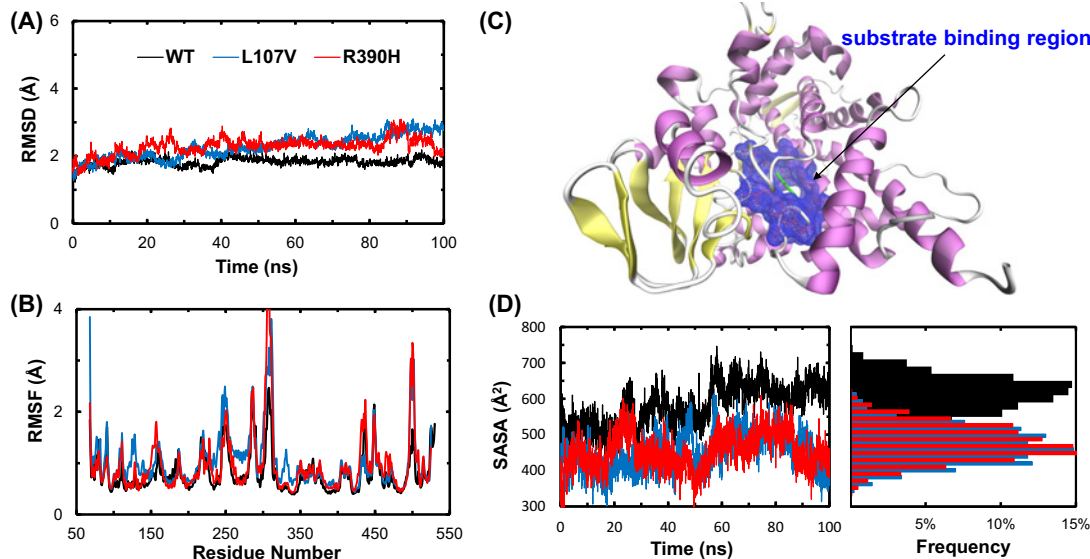 (A)
6
4
2
0
RMSD (Å)
WT L107V R390H
0 20 40 60 80 100
Time (ns)
(B)
4
2
0
RMSF (Å)
50 150 250 350 450 550
Residue Number
(C)
substrate binding region
(D)
800
700
600
500
400
300
SASA (Å²)
0 20 40 60 80 100
Time (ns)
5% 10% 15%
Frequency